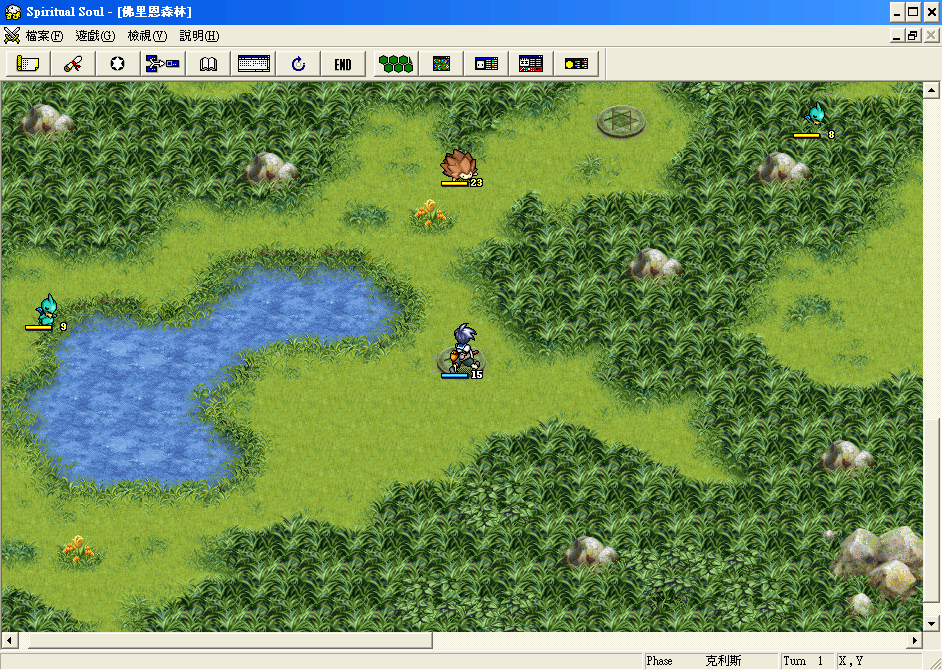 Spiritual Soul - [佛里恩森林]
檔案(F) 遊戲(G) 檢視(V) 說明(H)
END
8
23
9
15
Phase 克利斯 Turn 1 X,Y